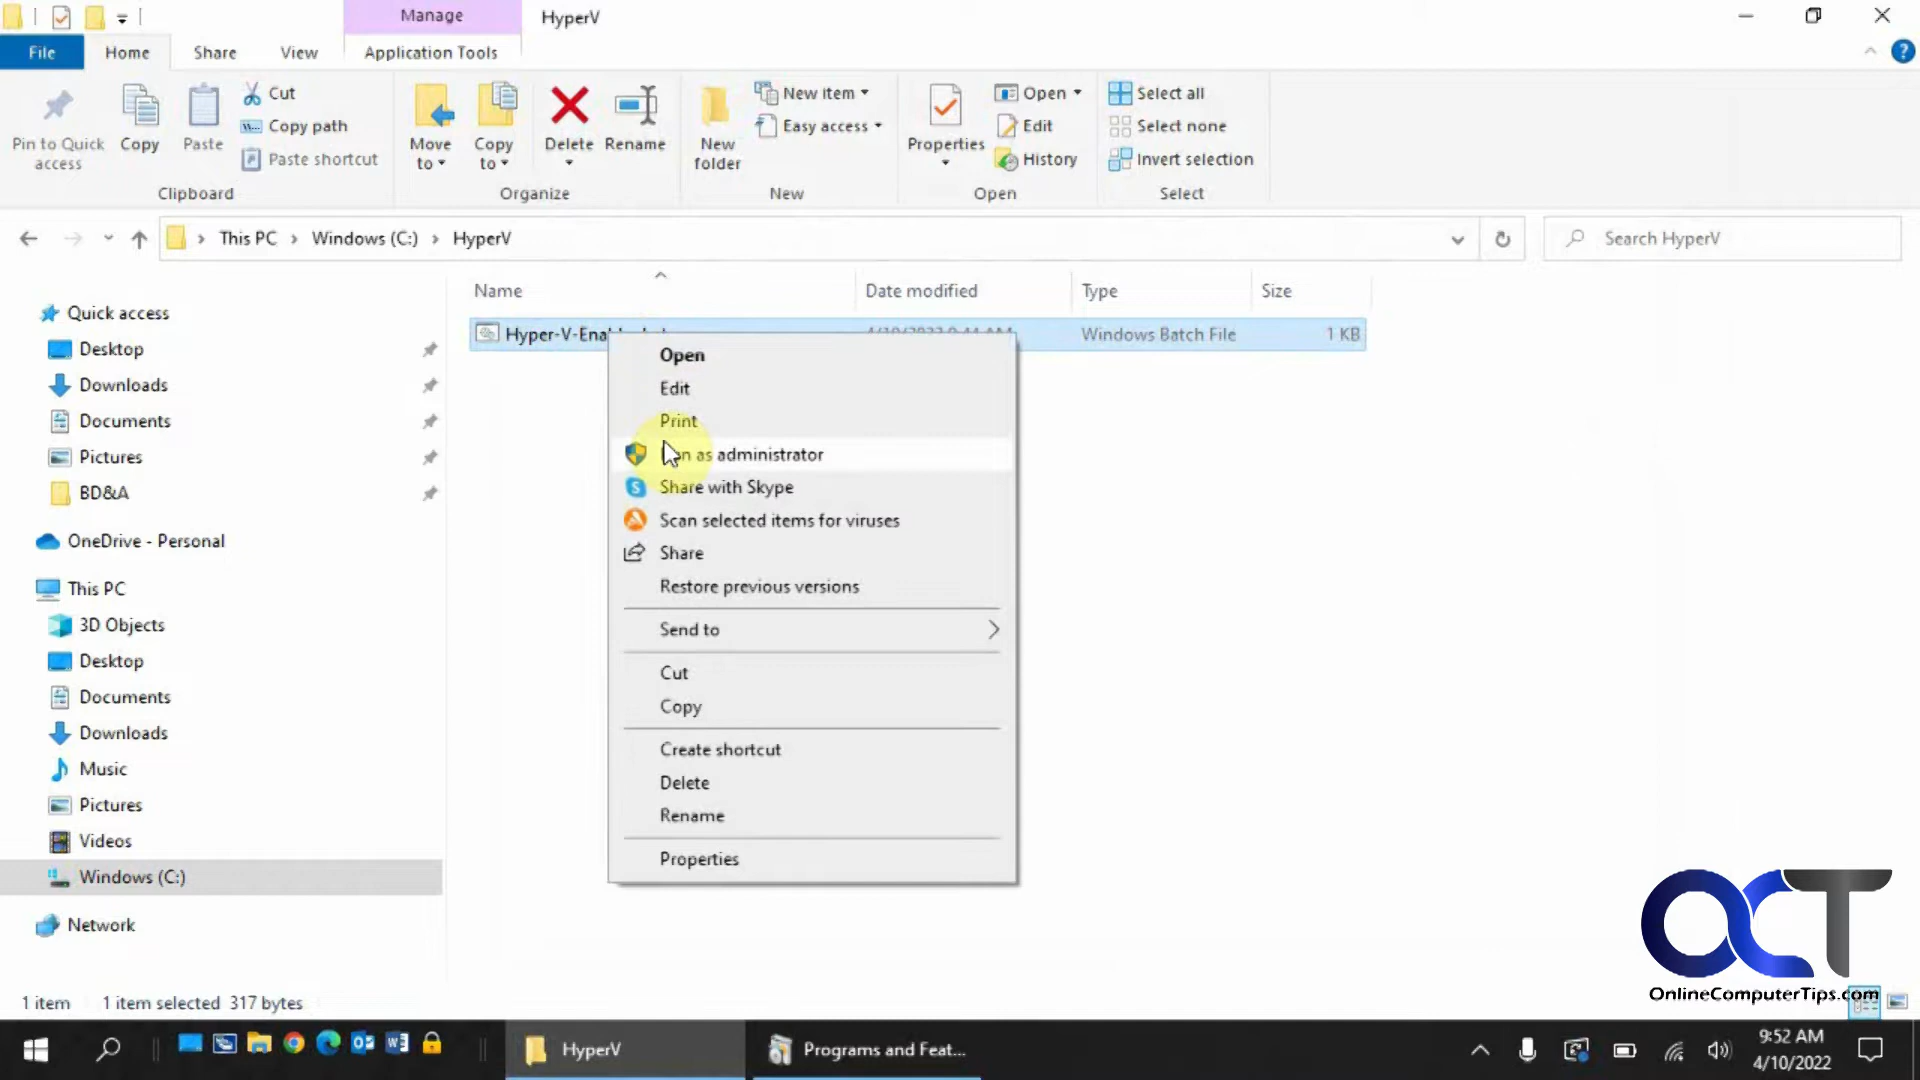 Manage
HyperV
File
Home
Share
View
Application Tools
Pin to Quick access
Copy
Paste
Cut
Copy path
Paste shortcut
Clipboard
Move to
Copy to
Delete
Rename
Organize
New folder
New item
Easy access
New
Properties
Open
Edit
History
Open
Select all
Select none
Invert selection
Select
This PC
Windows (C:)
HyperV
Search HyperV
Name
Date modified
Type
Size
Windows Batch File
1 KB
Quick access
Desktop
Downloads
Documents
Pictures
BD&A
OneDrive - Personal
This PC
3D Objects
Desktop
Documents
Downloads
Music
Pictures
Videos
Windows (C:)
Network
Open
Edit
Print
as administrator
Share with Skype
Scan selected items for viruses
Share
Restore previous versions
Send to
Cut
Copy
Create shortcut
Delete
Rename
Properties
OCT
OnlineComputerTips.com
1 item
1 item selected 317 bytes
HyperV
Programs and Feat...
9:52 AM
4/10/2022